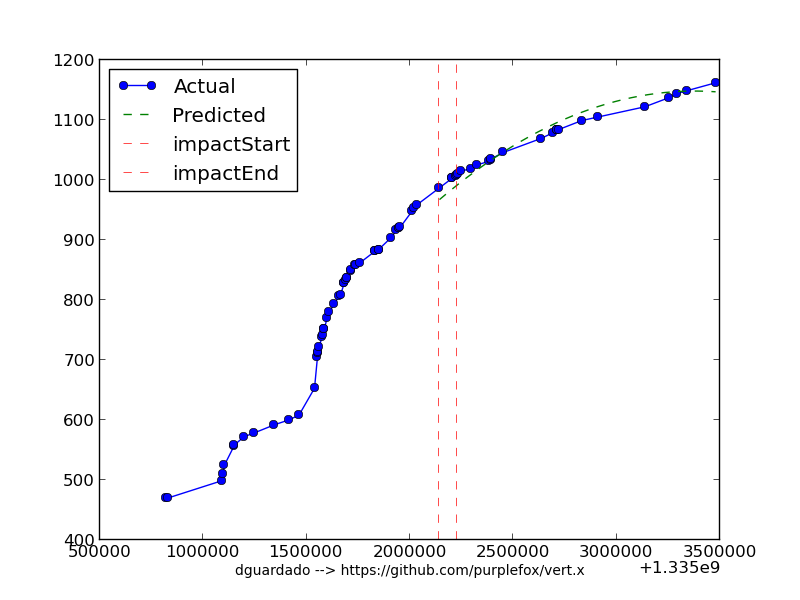 1200
1100
1000
900
800
700
600
500
400
Actual
Predicted
impactStart
impactEnd
500000 1000000 1500000 2000000 2500000 3000000 3500000
+1.335e9
dguardado --> https://github.com/purplefox/vert.x